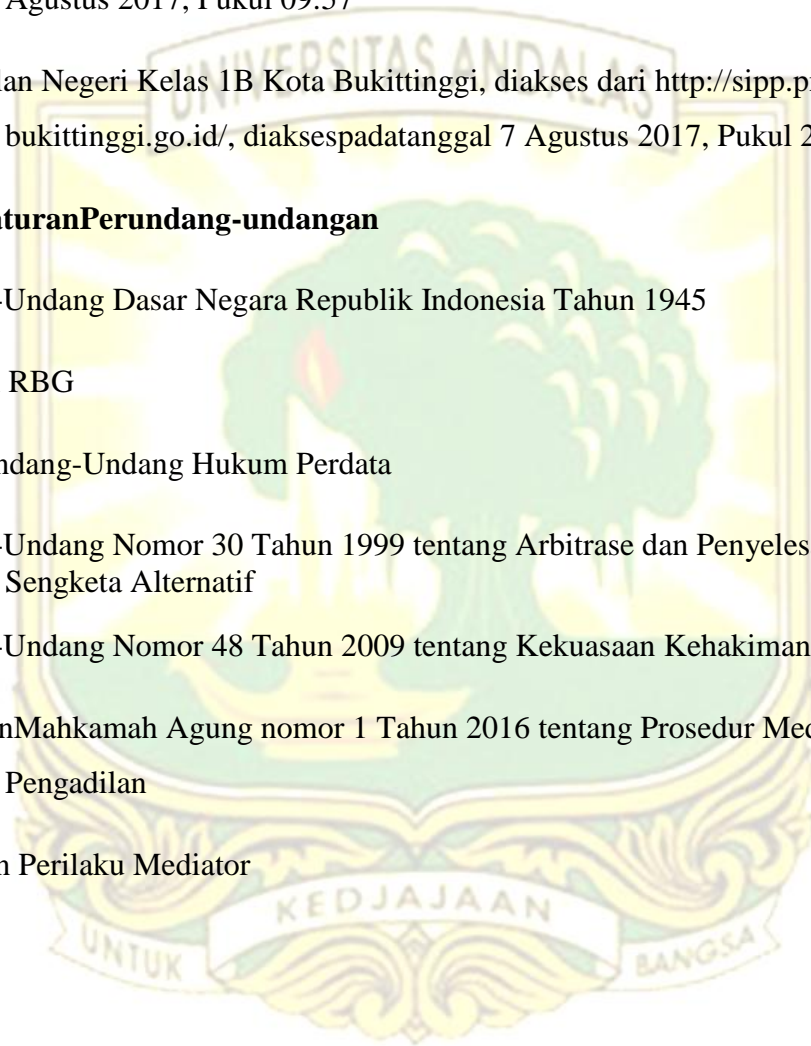 Agustus 2017, Pukul 09:57
lan Negeri Kelas 1B Kota Bukittinggi, diakses dari http://sipp.p
bukittinggi.go.id/, diaksespadatanggal 7 Agustus 2017, Pukul 2
aturanPerundang-undangan
-Undang Dasar Negara Republik Indonesia Tahun 1945
RBG
ndang-Undang Hukum Perdata
-Undang Nomor 30 Tahun 1999 tentang Arbitrase dan Penyeles
Sengketa Alternatif
-Undang Nomor 48 Tahun 2009 tentang Kekuasaan Kehakiman
nMahkamah Agung nomor 1 Tahun 2016 tentang Prosedur Med
Pengadilan
n Perilaku Mediator
UNIVERSITAS ANDALAS
UNTUK KEDJAJAAN BANGSA